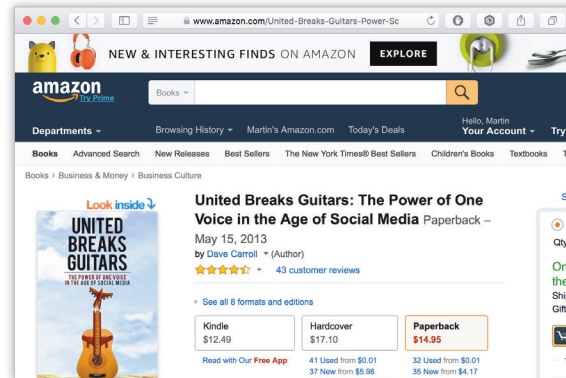 www.amazon.com/United-Breaks-Guitars-Power-Sc
NEW & INTERESTING FINDS ON AMAZON EXPLORE
amazon
Try Prime
Books
Hello, Martin
Departments Browsing History Martin's Amazon.com Today's Deals Your Account Try
Books Advanced Search New Releases Best Sellers The New York Times® Best Sellers Children's Books Textbooks
Books › Business & Money › Business Culture
Look inside
United Breaks Guitars: The Power of One
Voice in the Age of Social Media Paperback –
May 15, 2013
by Dave Carroll (Author)
43 customer reviews
See all 8 formats and editions
Kindle
$12.49
Hardcover
$17.10
Paperback
$14.95
Read with Our Free App
41 Used from $0.01
37 New from $5.98
32 Used from $0.01
35 New from $4.17
UNITED
BREAKS
GUITARS
THE POWER OF ONE VOICE
IN THE AGE OF SOCIAL MEDIA
Qty
On
the
Shi
Gift